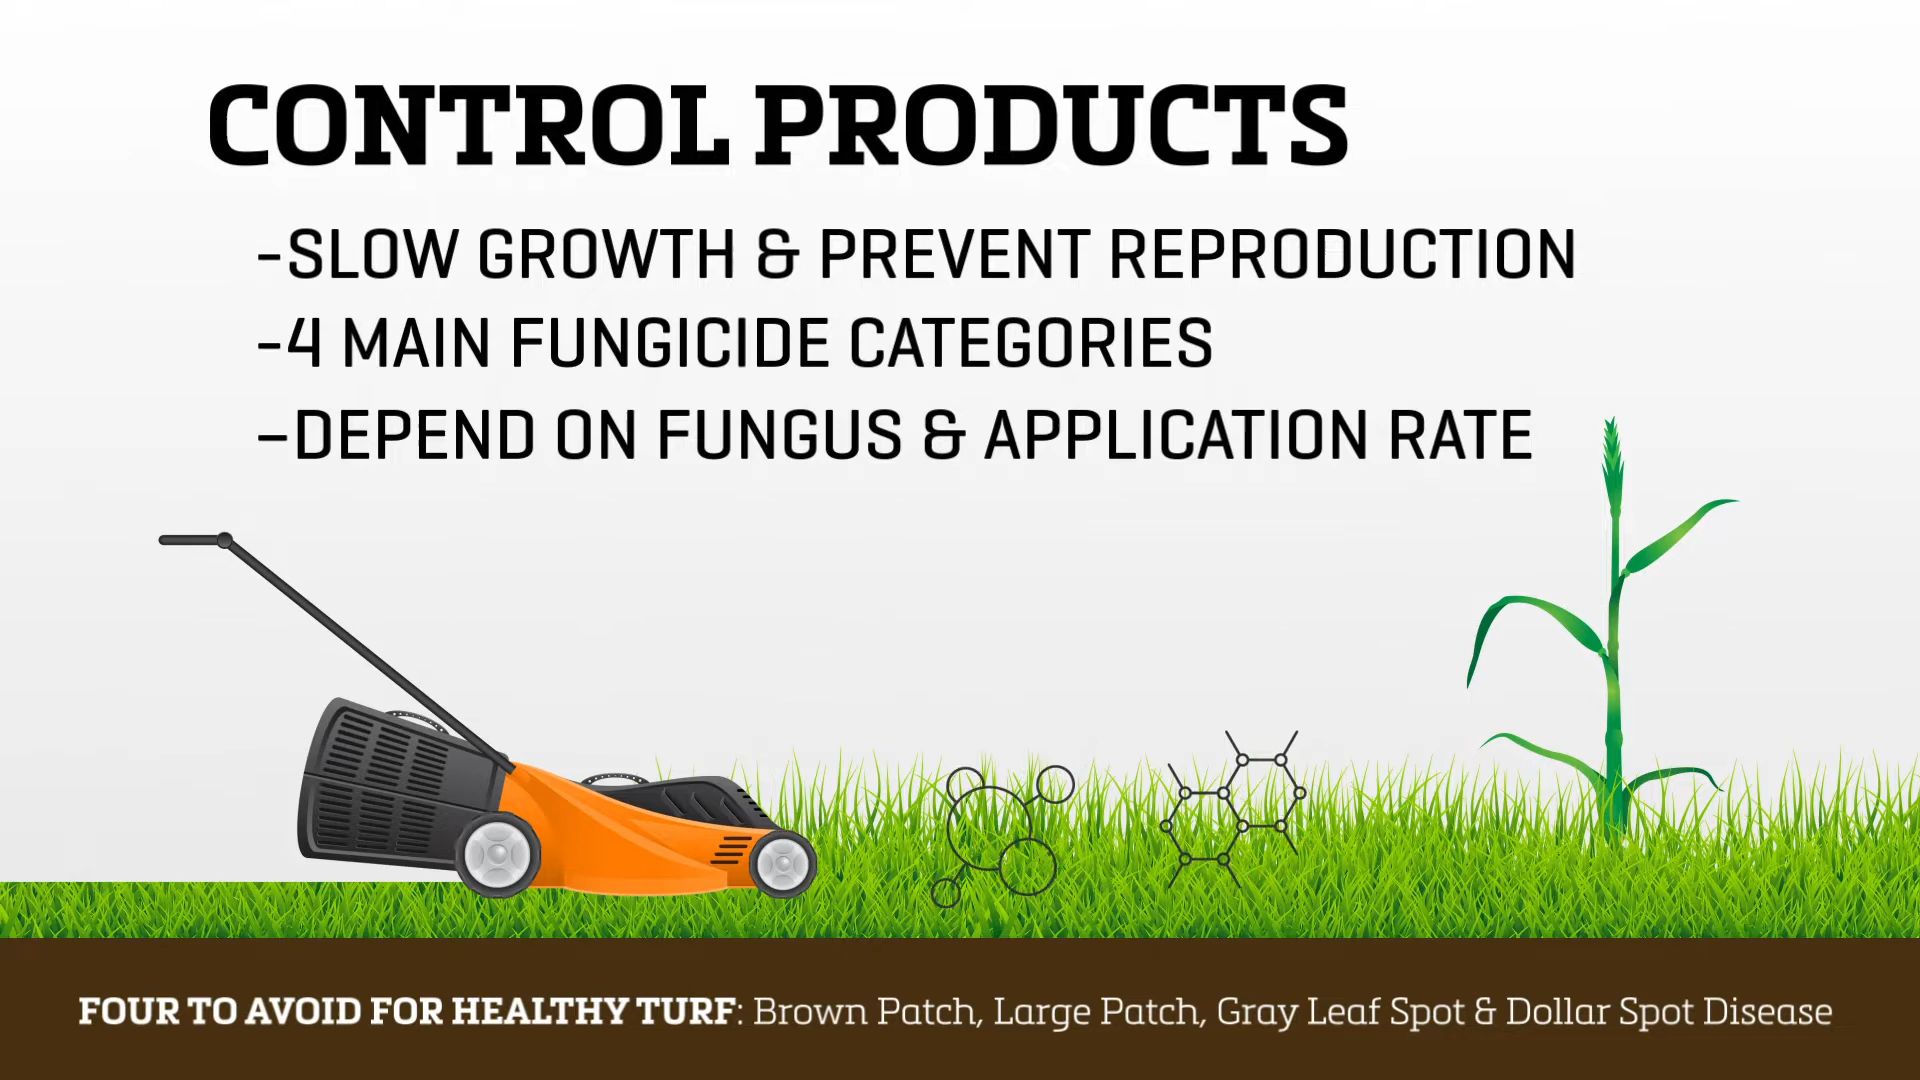 CONTROL PRODUCTS
-SLOW GROWTH & PREVENT REPRODUCTION
-4 MAIN FUNGICIDE CATEGORIES
–DEPEND ON FUNGUS & APPLICATION RATE
FOUR TO AVOID FOR HEALTHY TURF: Brown Patch, Large Patch, Gray Leaf Spot & Dollar Spot Disease